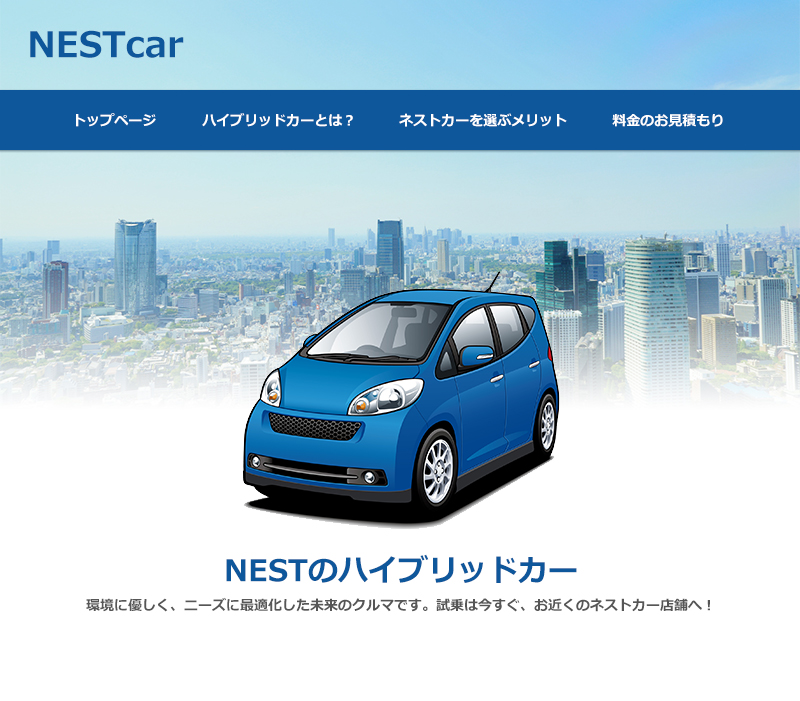 NESTcar
トップページ
ハイブリッドカーとは？
ネストカーを選ぶメリット
料金のお見積もり
NESTのハイブリッドカー
環境に優しく、ニーズに最適化した未来のクルマです。試乗は今すぐ、お近くのネストカー店舗へ！